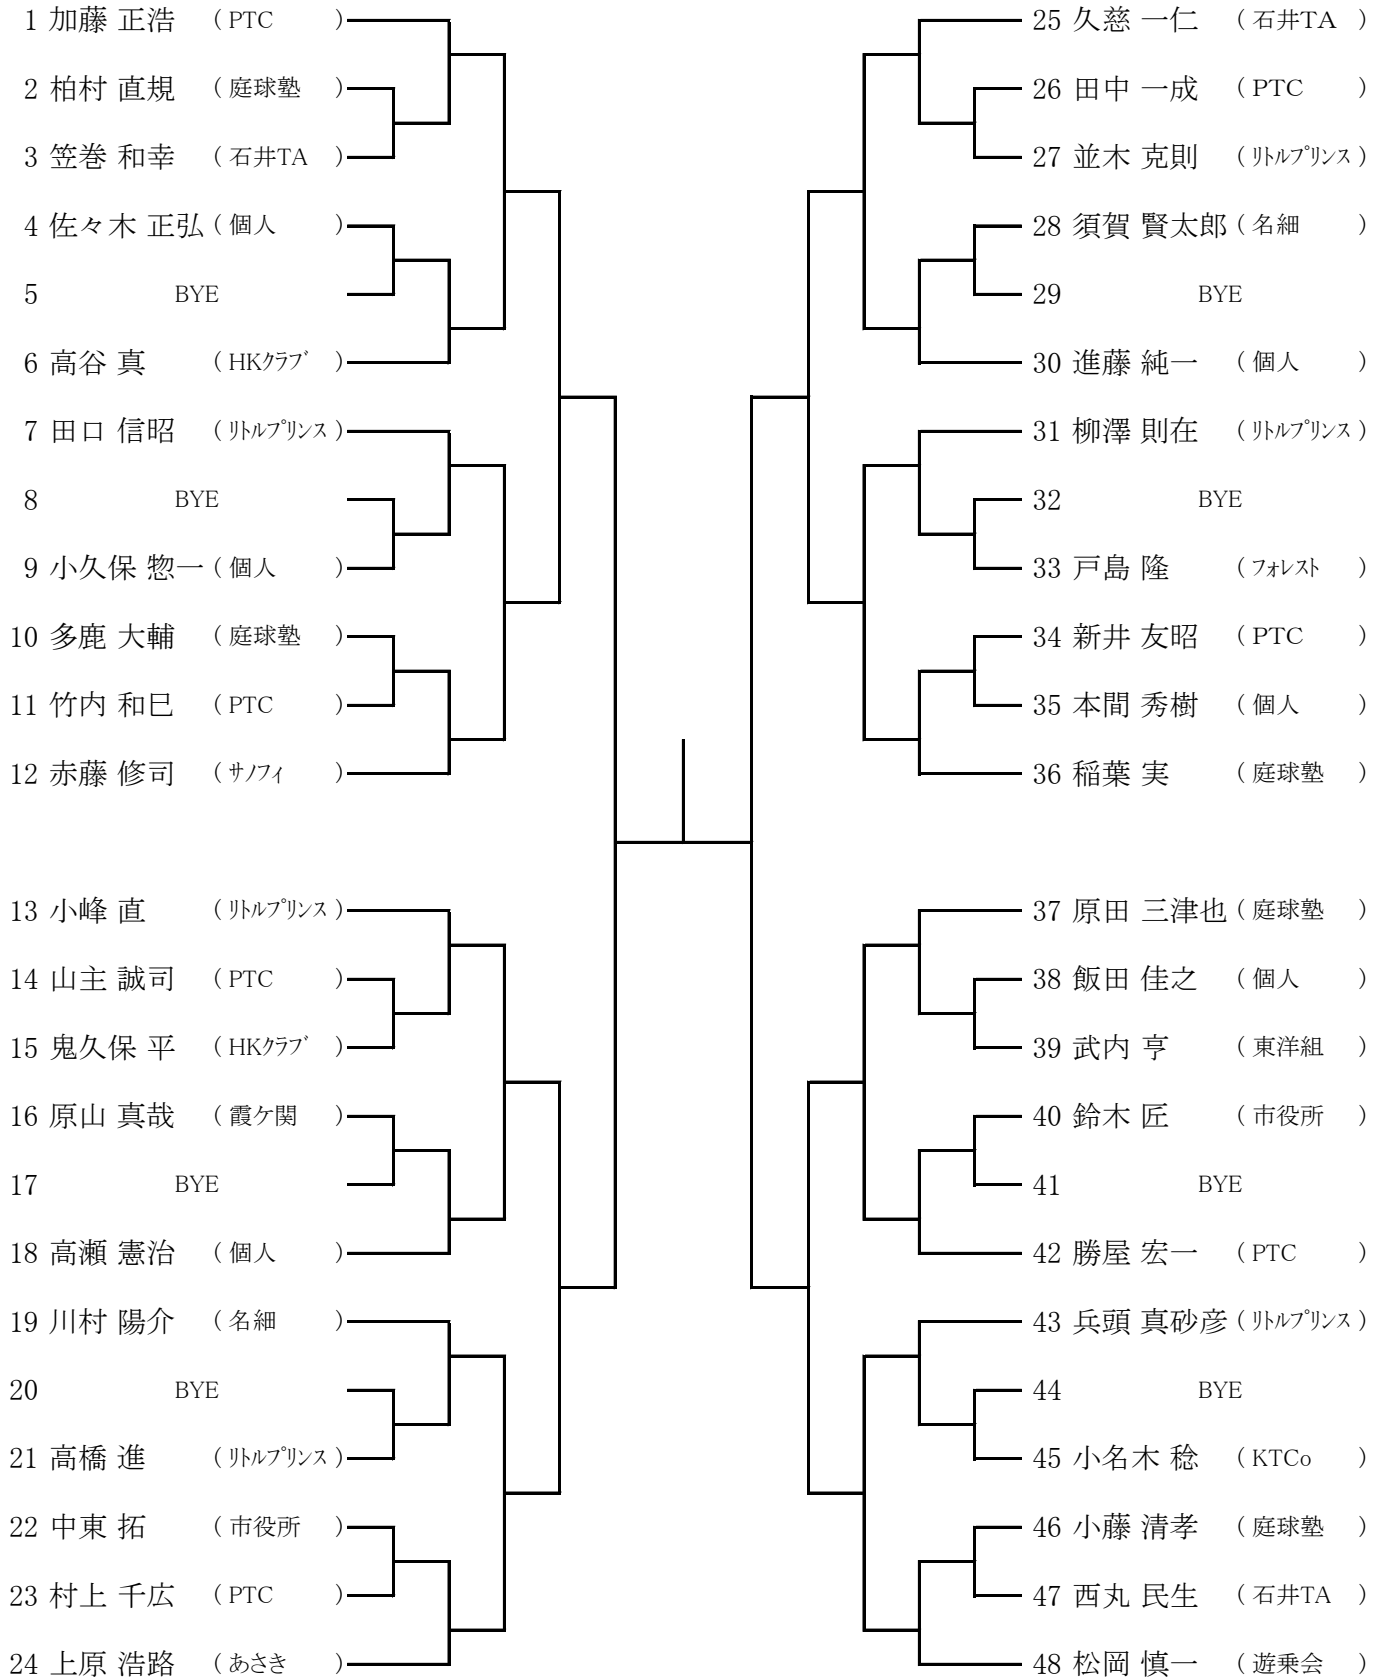 1 加藤 正浩 ( PTC )
2 柏村 直規 ( 庭球塾 )
3 笠巻 和幸 ( 石井TA )
4 佐々木 正弘 ( 個人 )
5 BYE
6 高谷 真 ( HKｸﾗﾌﾞ )
7 田口 信昭 ( ﾘﾄﾙﾌﾟﾘﾝｽ )
8 BYE
9 小久保 惣一 ( 個人 )
10 多鹿 大輔 ( 庭球塾 )
11 竹内 和巳 ( PTC )
12 赤藤 修司 ( ｻﾉﾌｨ )
13 小峰 直 ( ﾘﾄﾙﾌﾟﾘﾝｽ )
14 山主 誠司 ( PTC )
15 鬼久保 平 ( HKｸﾗﾌﾞ )
16 原山 真哉 ( 霞ケ関 )
17 BYE
18 高瀬 憲治 ( 個人 )
19 川村 陽介 ( 名細 )
20 BYE
21 高橋 進 ( ﾘﾄﾙﾌﾟﾘﾝｽ )
22 中東 拓 ( 市役所 )
23 村上 千広 ( PTC )
24 上原 浩路 ( あさき )
25 久慈 一仁 ( 石井TA )
26 田中 一成 ( PTC )
27 並木 克則 ( ﾘﾄﾙﾌﾟﾘﾝｽ )
28 須賀 賢太郎 ( 名細 )
29 BYE
30 進藤 純一 ( 個人 )
31 柳澤 則在 ( ﾘﾄﾙﾌﾟﾘﾝｽ )
32 BYE
33 戸島 隆 ( ﾌｫﾚｽﾄ )
34 新井 友昭 ( PTC )
35 本間 秀樹 ( 個人 )
36 稲葉 実 ( 庭球塾 )
37 原田 三津也 ( 庭球塾 )
38 飯田 佳之 ( 個人 )
39 武内 亨 ( 東洋組 )
40 鈴木 匠 ( 市役所 )
41 BYE
42 勝屋 宏一 ( PTC )
43 兵頭 真砂彦 ( ﾘﾄﾙﾌﾟﾘﾝｽ )
44 BYE
45 小名木 稔 ( KTCo )
46 小藤 清孝 ( 庭球塾 )
47 西丸 民生 ( 石井TA )
48 松岡 慎一 ( 遊乗会 )